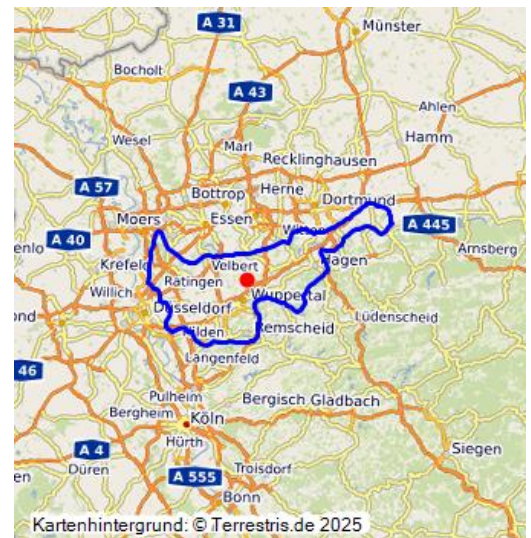 A 31
Münster
Bocholt
A 43
Ahlen
Wesel
Marl
Hamm
Recklinghausen
A 57
Bottrop
Herne
Dortmund
Moers
Essen
Witten
A 445
A 40
Krefeld
Velbert
Hagen
Arnsberg
enlo
Ratingen
Willich
Wuppertal
Düsseldorf
Lüdenscheid
ond
Hilden
Remscheid
Langenfeld
46
Pulheim
Bergisch Gladbach
Bergheim
Köln
Hürth
A 4
Siegen
Düren
Troisdorf
A 555
Bonn
Kartenhintergrund: © Terrestris.de 2025